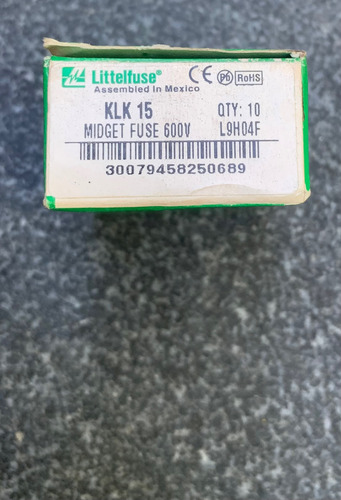 Littelfuse® CE Pb RoHS
Assembled in Mexico
KLK 15 QTY: 10
MIDGET FUSE 600V L9H04F
30079458250689